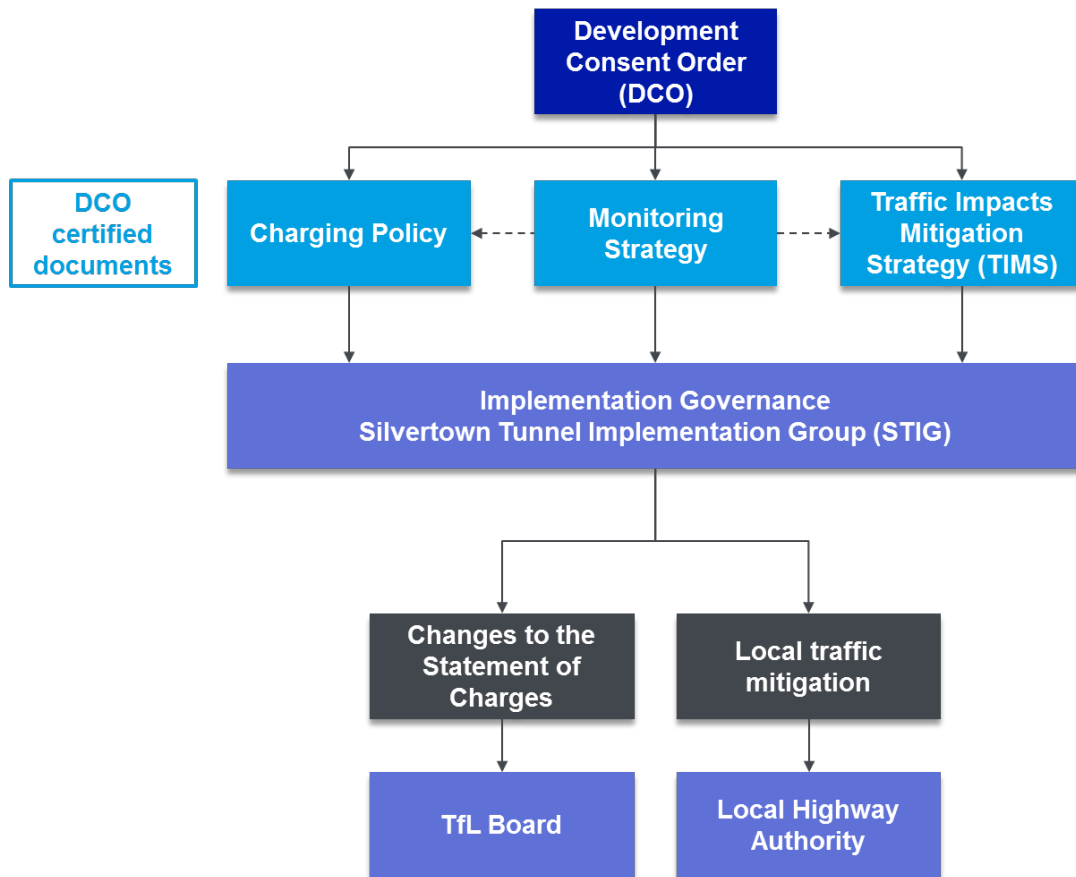 Development
Consent Order
(DCO)
DCO
certified
documents
Charging Policy
Monitoring
Strategy
Traffic Impacts
Mitigation
Strategy (TIMS)
Implementation Governance
Silvertown Tunnel Implementation Group (STIG)
Changes to the
Statement of
Charges
Local traffic
mitigation
TfL Board
Local Highway
Authority